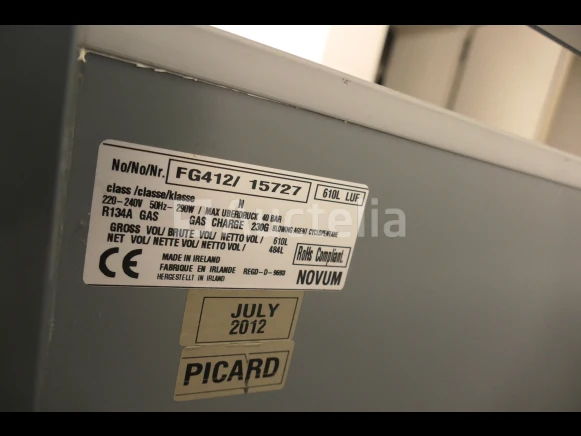 No/No/Nr. FG412/ 15727 610L LUF
class /classe/klasse N
220-240V 50Hz- 290W / MAX UBERDRUCK 40 BAR
R134A GAS GAS CHARGE 230G BLOWING AGENT CYCLOPENTANE
GROSS VOL/ BRUTE VOL/ NETTO VOL / 610L
NET VOL/ NETTE VOL/ NETTO VOL / 484L
CE MADE IN IRELAND RoHS Compliant.
FABRIQUE EN IRLANDE REGD-D-9693 NOVUM
HERGESTELLT IN IRLAND
JULY
2012
PICARD